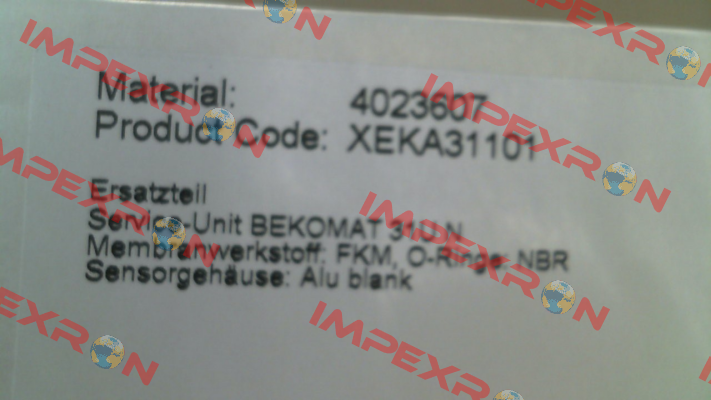 Material: 4023607
Product Code: XEKA31101
Ersatzteil
Service-Unit BEKOMAT 31U N
Membranwerkstoff: FKM, O-Ringe: NBR
Sensorgehäuse: Alu blank
IMPEXRON
IMPEXRON
IMPEXRON
IMPEXRON
IMPEXRON
IMPEXRON
IMPEXRON